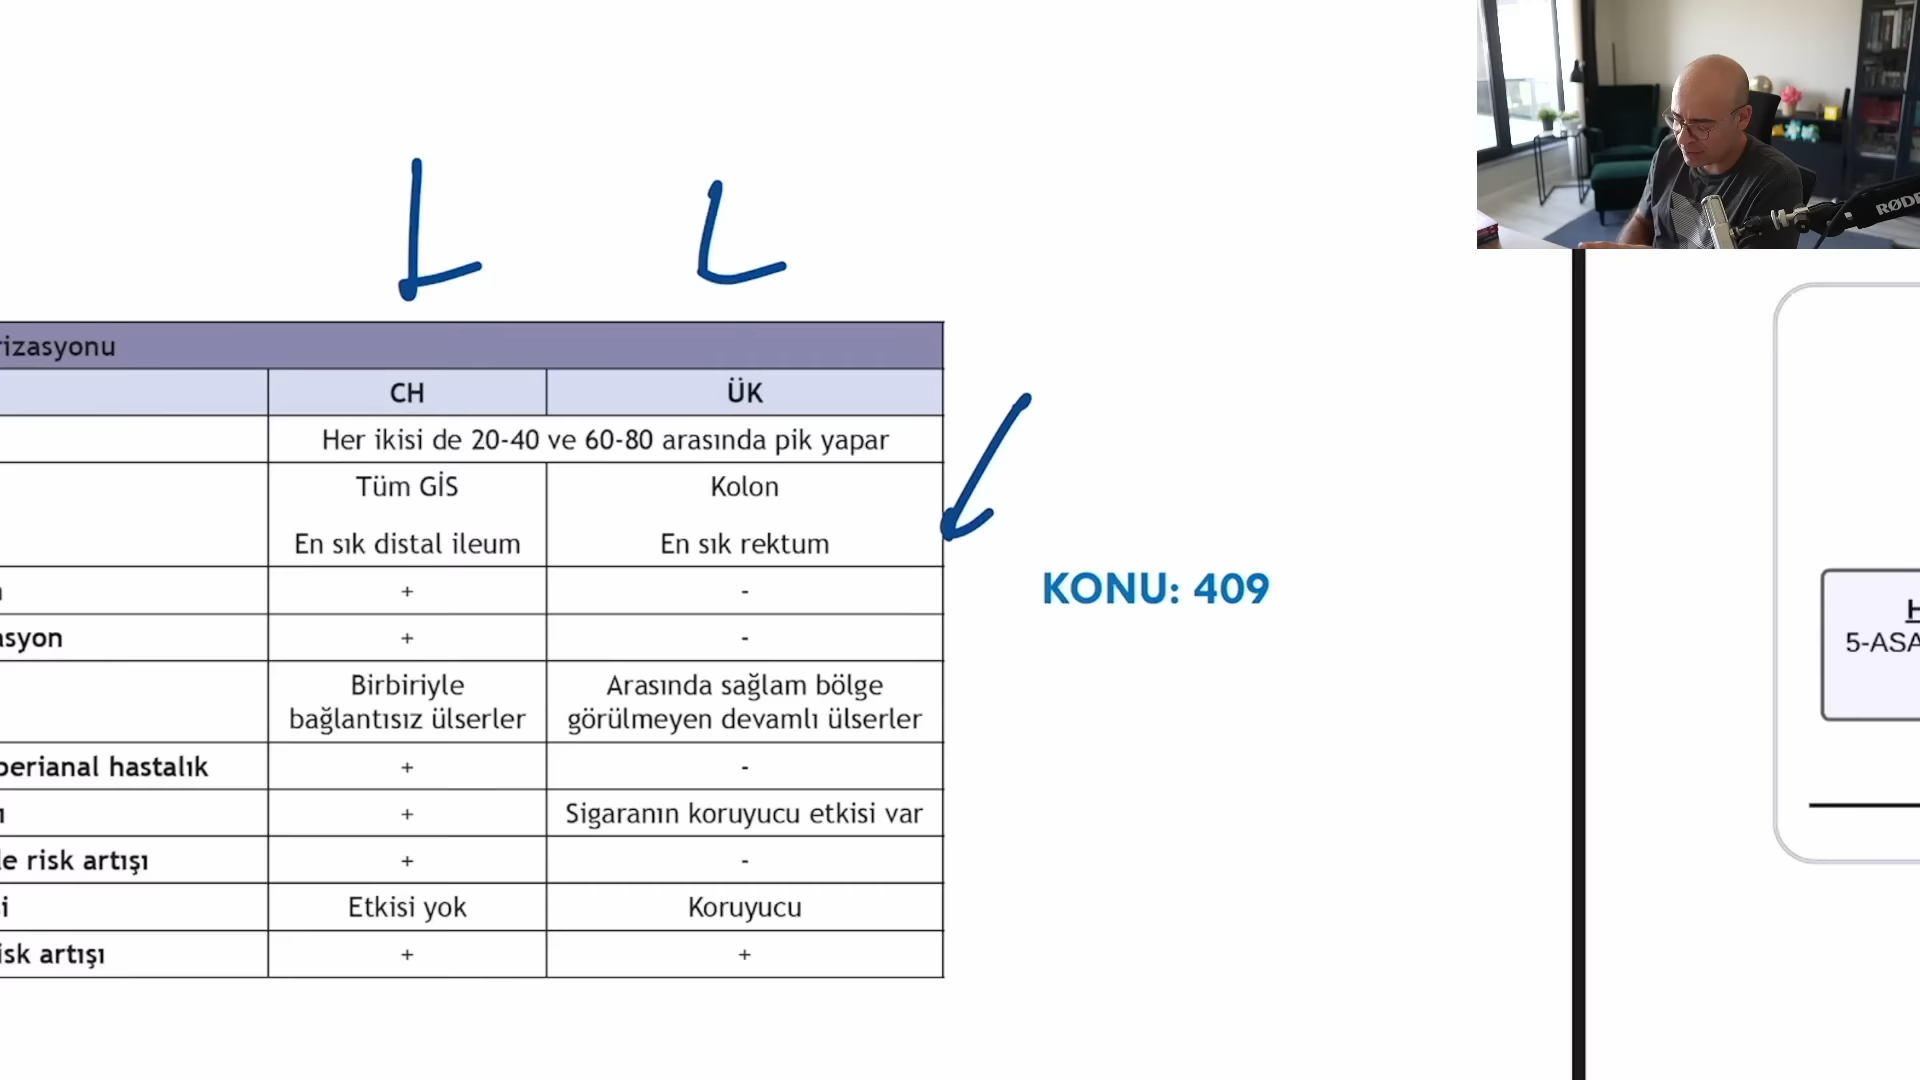 rizasyonu
CH ÜK
Her ikisi de 20-40 ve 60-80 arasında pik yapar
Tüm GİS Kolon
En sık distal ileum En sık rektum
+ -
asyon + -
Birbiriyle bağlantısız ülserler
Arasında sağlam bölge görülmeyen devamlı ülserler
perianal hastalık + -
ı + Sigaranın koruyucu etkisi var
le risk artışı + -
i Etkisi yok Koruyucu
isk artışı + +
KONU: 409
H
5-ASA
RØDE